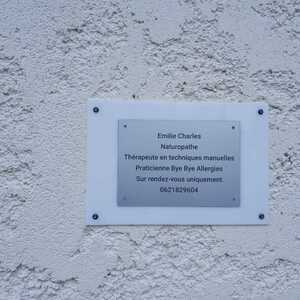 Emilie Charles
Naturopathe
Thérapeute en techniques manuelles
Praticienne Bye Bye Allergies
Sur rendez-vous uniquement.
0621829604